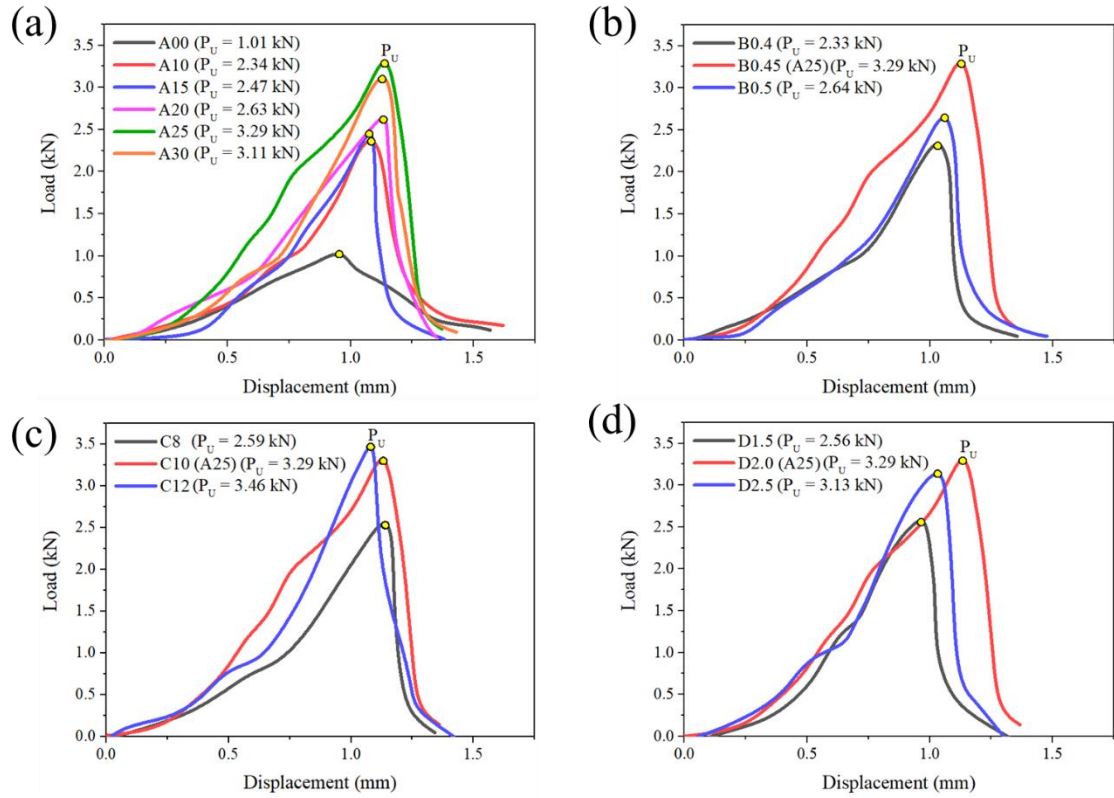 (a)
A00 (PU = 1.01 kN)
A10 (PU = 2.34 kN)
A15 (PU = 2.47 kN)
A20 (PU = 2.63 kN)
A25 (PU = 3.29 kN)
A30 (PU = 3.11 kN)
PU
3.5
3.0
2.5
2.0
1.5
1.0
0.5
0.0
Load (kN)
0.0 0.5 1.0 1.5
Displacement (mm)
(b)
B0.4 (PU = 2.33 kN)
B0.45 (A25)(PU = 3.29 kN)
B0.5 (PU = 2.64 kN)
PU
3.5
3.0
2.5
2.0
1.5
1.0
0.5
0.0
Load (kN)
0.0 0.5 1.0 1.5
Displacement (mm)
(c)
C8 (PU = 2.59 kN)
C10 (A25)(PU = 3.29 kN)
C12 (PU = 3.46 kN)
PU
3.5
3.0
2.5
2.0
1.5
1.0
0.5
0.0
Load (kN)
0.0 0.5 1.0 1.5
Displacement (mm)
(d)
D1.5 (PU = 2.56 kN)
D2.0 (A25)(PU = 3.29 kN)
D2.5 (PU = 3.13 kN)
PU
3.5
3.0
2.5
2.0
1.5
1.0
0.5
0.0
Load (kN)
0.0 0.5 1.0 1.5
Displacement (mm)